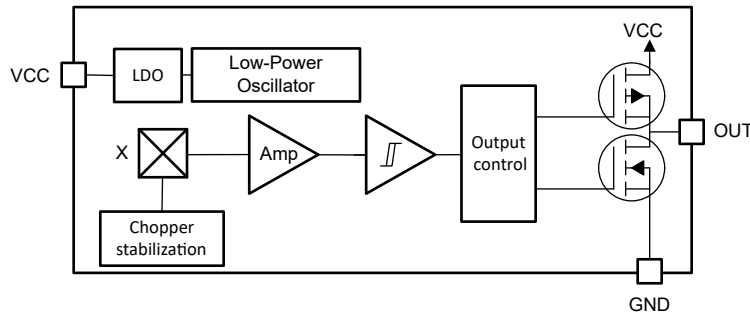 VCC
VCC
LDO
Low-Power
Oscillator
X
Amp
Output
control
OUT
Chopper
stabilization
GND